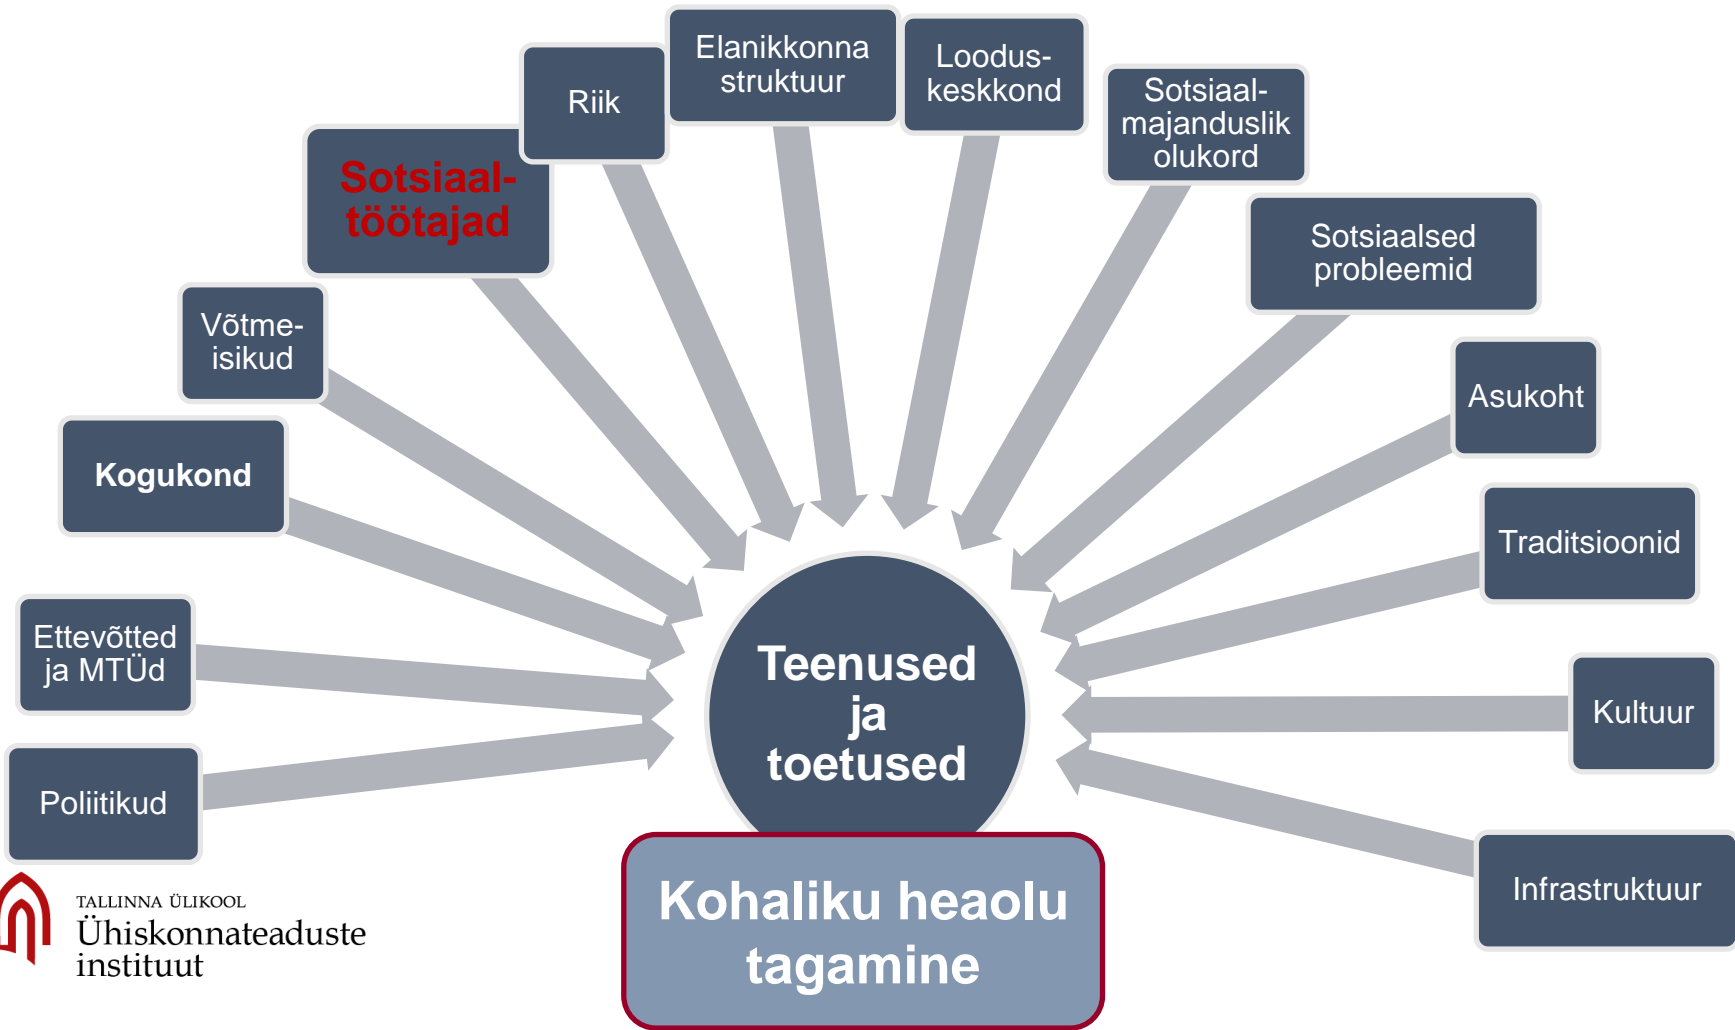 Elanikkonna
struktuur
Loodus-
keskkond
Riik
Sotsiaal-
majanduslik
olukord
Sotsiaal-
töötajad
Sotsiaalsed
probleemid
Võtme-
isikud
Asukoht
Kogukond
Traditsioonid
Ettevõtted
ja MTÜd
Teenused
ja
toetused
Kultuur
Poliitikud
Infrastruktuur
Kohaliku heaolu
tagamine
TALLINNA ÜLIKOOL
Ühiskonnateaduste
instituut